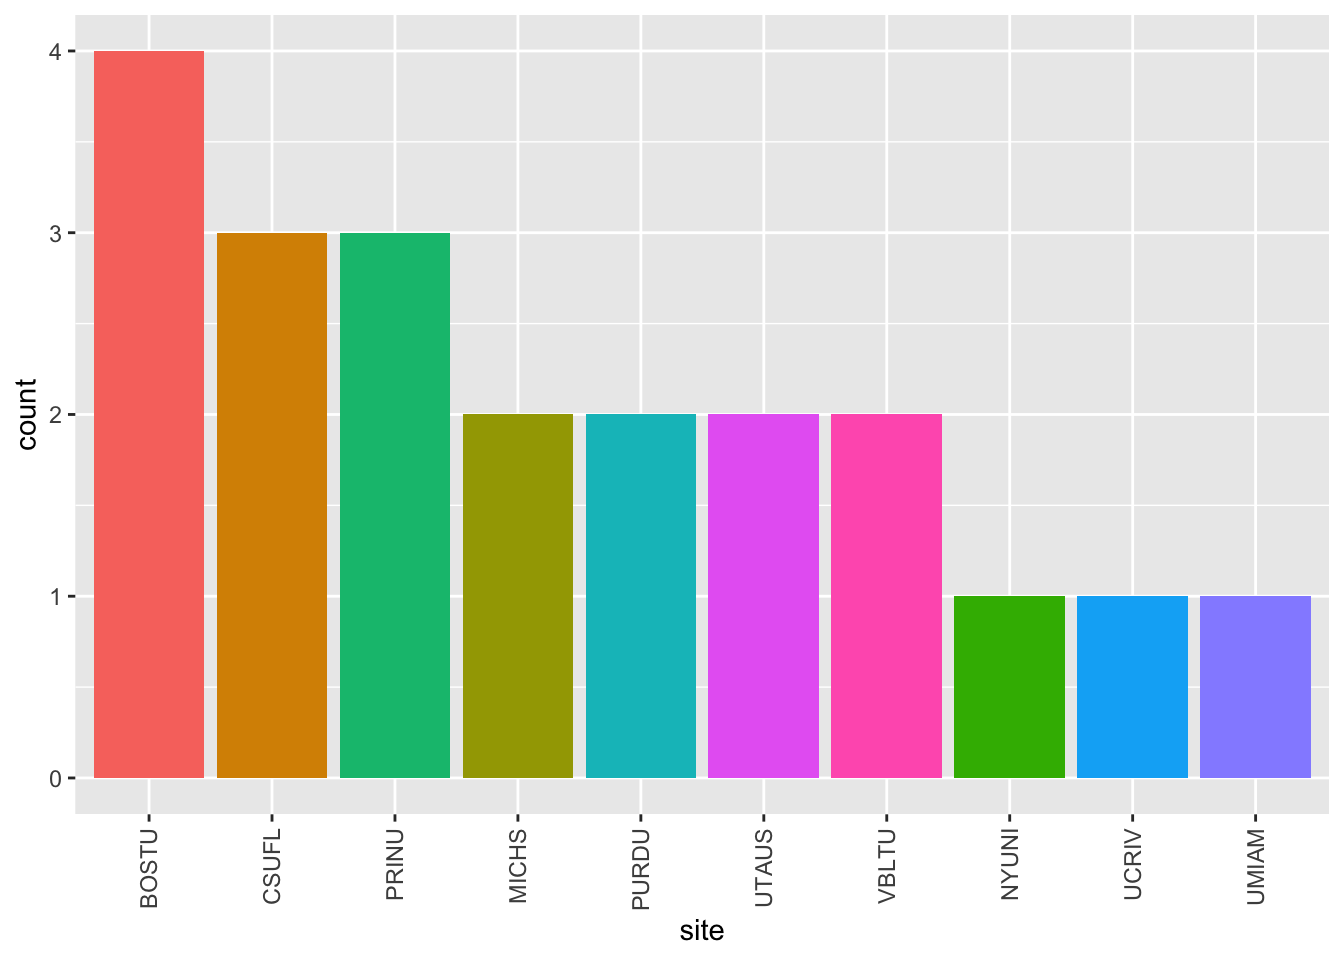 4
3
2
1
0
count
BOSTU
CSUFL
PRINU
MICHS
PURDU
UTAUS
VBLTU
NYUNI
UCRIV
UMIAM
site